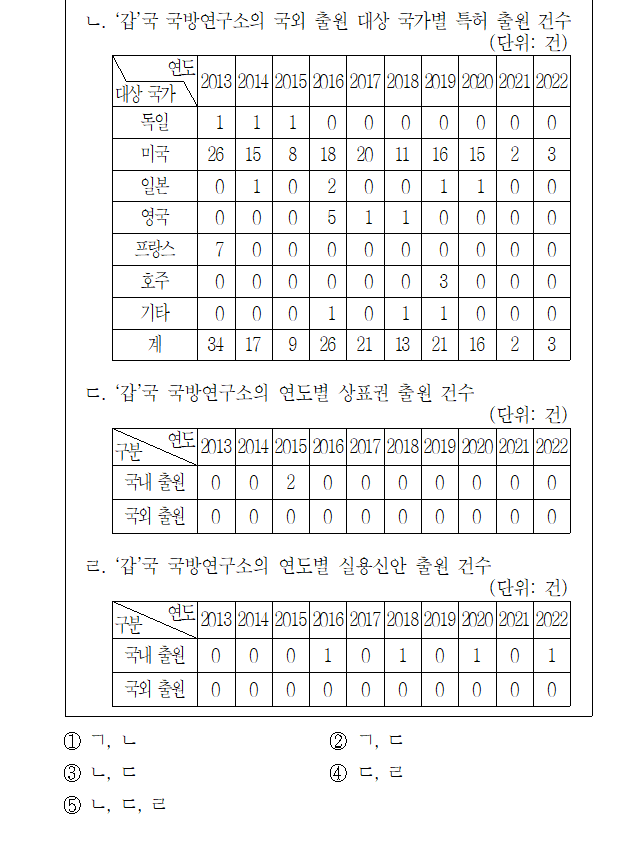 ㄴ. ‘갑’국 국방연구소의 국외 출원 대상 국가별 특허 출원 건수
(단위: 건)
연도 2013 2014 2015 2016 2017 2018 2019 2020 2021 2022
대상 국가
독일 1 1 1 0 0 0 0 0 0 0
미국 26 15 8 18 20 11 16 15 2 3
일본 0 1 0 2 0 0 1 1 0 0
영국 0 0 0 5 1 1 0 0 0 0
프랑스 7 0 0 0 0 0 0 0 0 0
호주 0 0 0 0 0 0 3 0 0 0
기타 0 0 0 1 0 1 1 0 0 0
계 34 17 9 26 21 13 21 16 2 3
ㄷ. ‘갑’국 국방연구소의 연도별 상표권 출원 건수
(단위: 건)
연도 2013 2014 2015 2016 2017 2018 2019 2020 2021 2022
구분
국내 출원 0 0 2 0 0 0 0 0 0 0
국외 출원 0 0 0 0 0 0 0 0 0 0
ㄹ. ‘갑’국 국방연구소의 연도별 실용신안 출원 건수
(단위: 건)
연도 2013 2014 2015 2016 2017 2018 2019 2020 2021 2022
구분
국내 출원 0 0 0 1 0 1 0 1 0 1
국외 출원 0 0 0 0 0 0 0 0 0 0
① ㄱ, ㄴ ② ㄱ, ㄷ
③ ㄴ, ㄷ ④ ㄷ, ㄹ
⑤ ㄴ, ㄷ, ㄹ